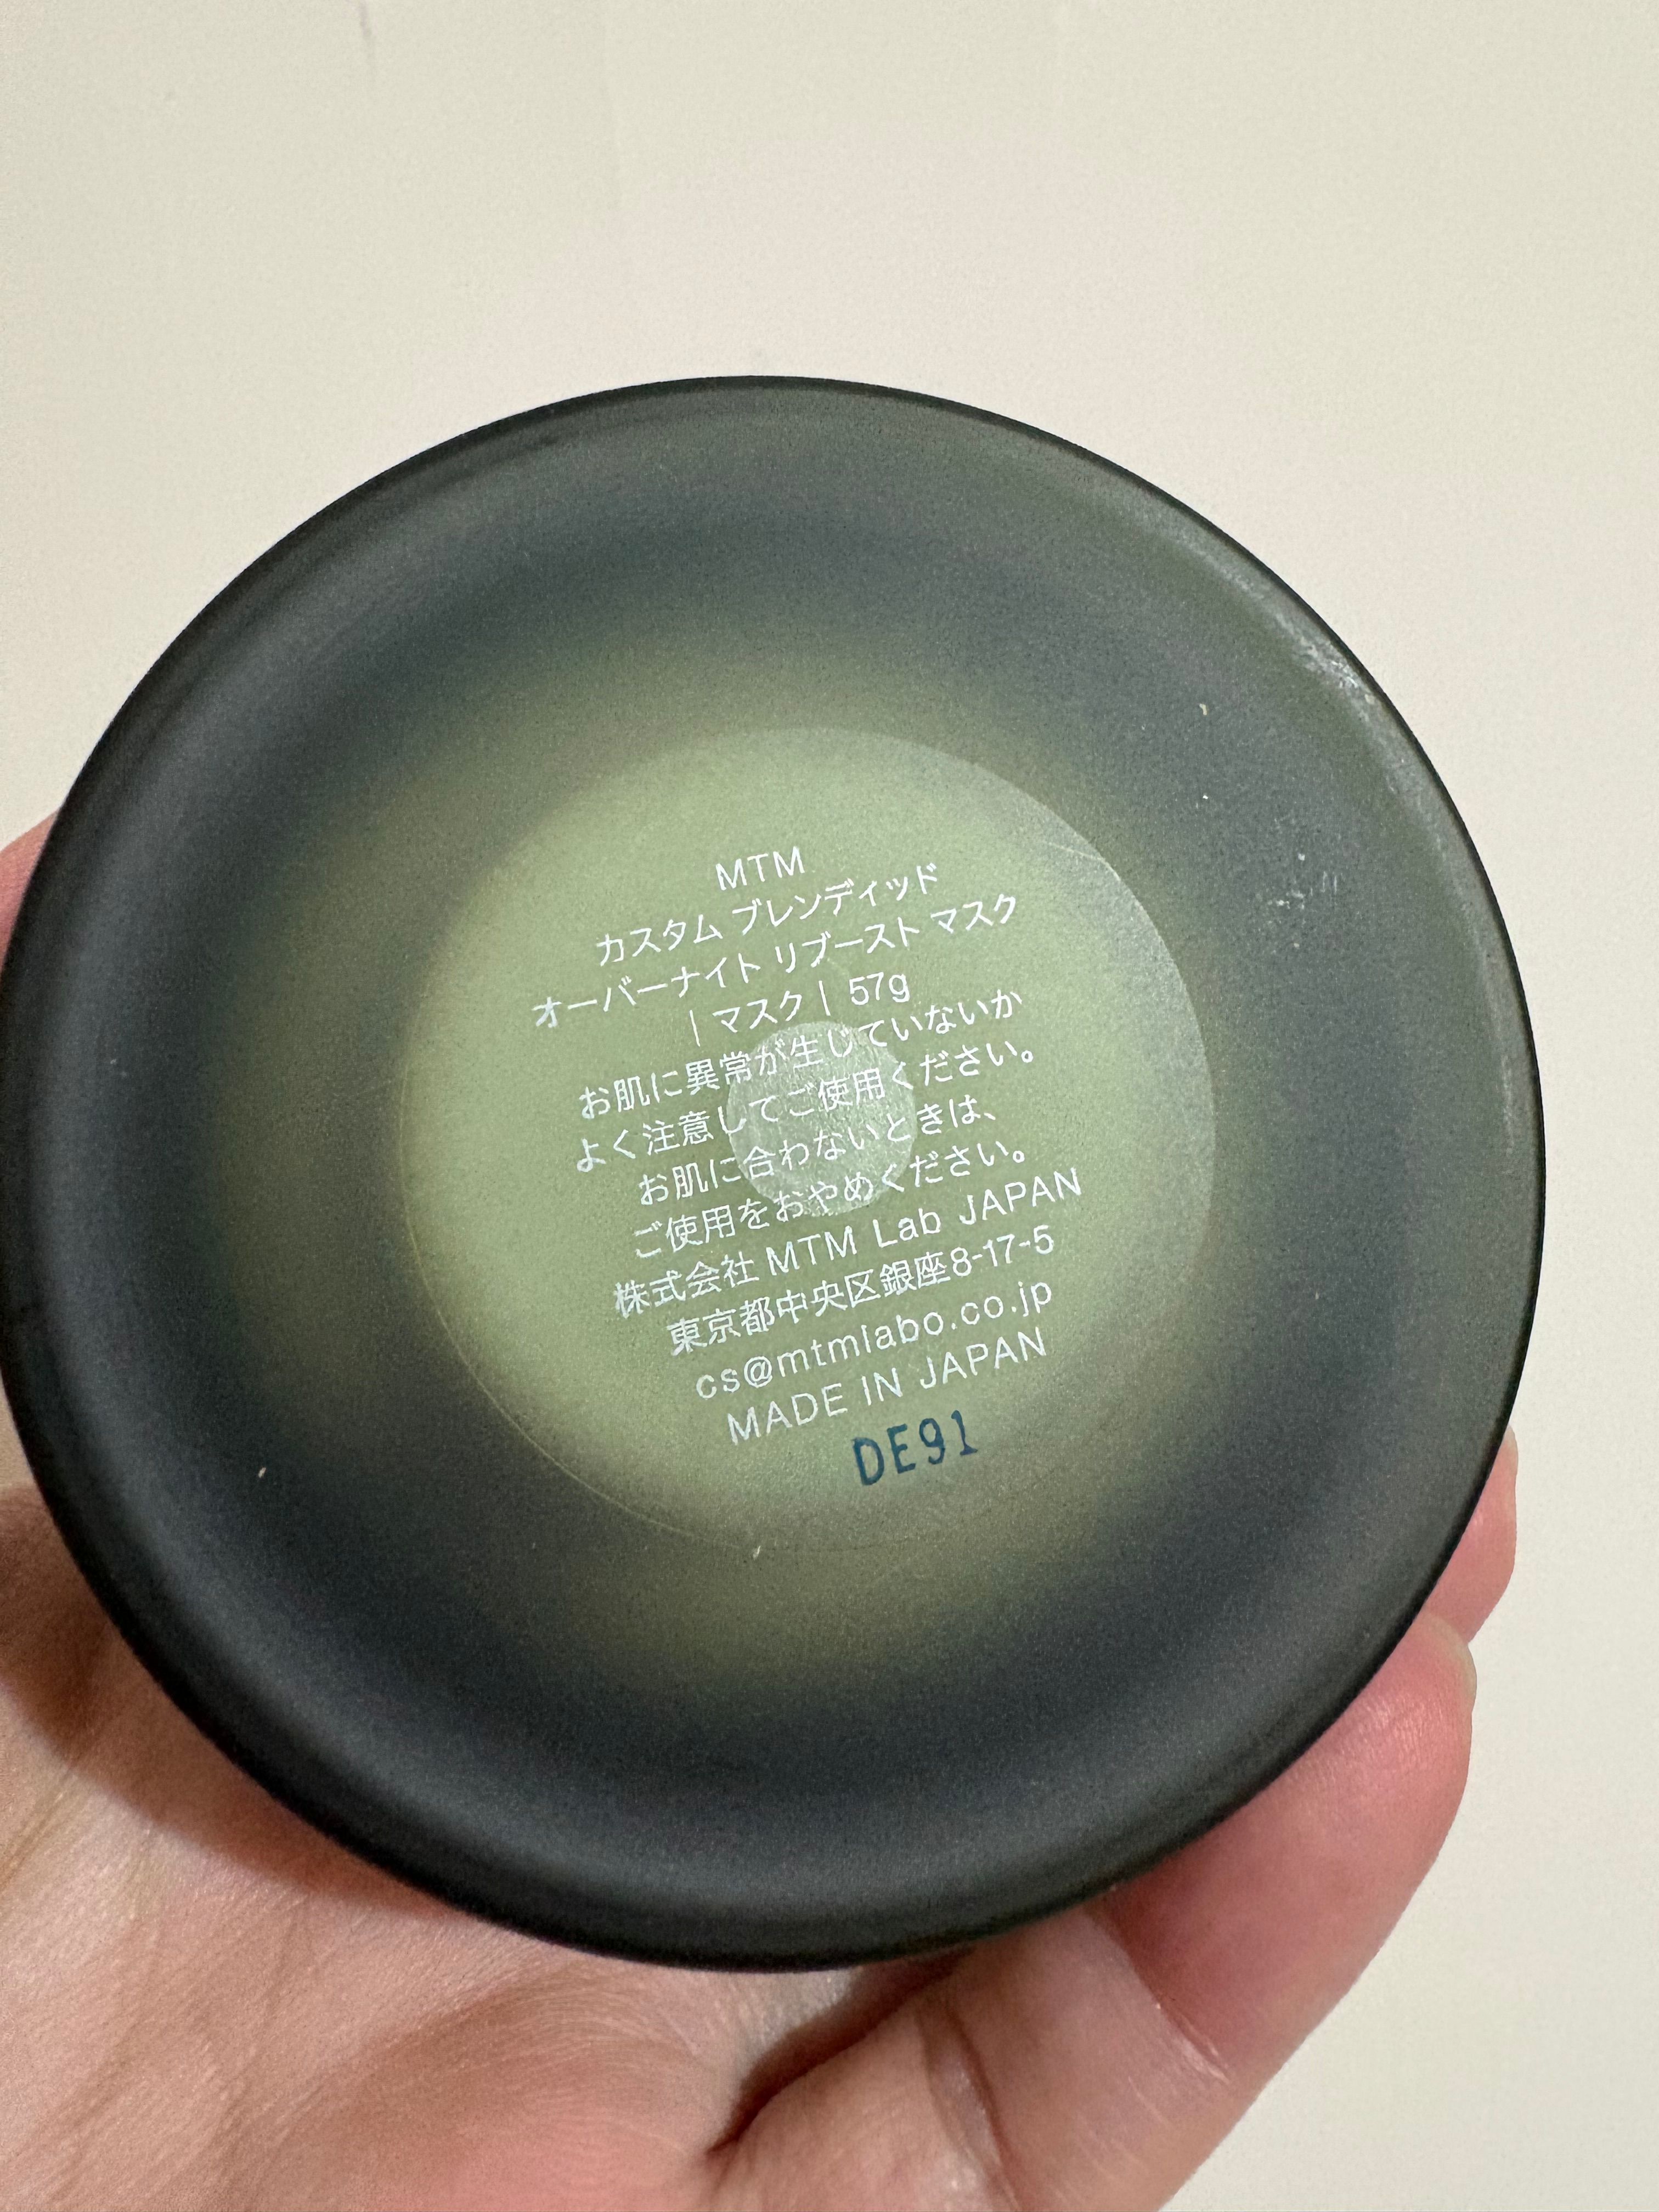 MTM
カスタム ブレンディッド
オーバーナイト リブースト マスク
| マスク | 57g
お肌に異常が生じていないか
よく注意してご使用ください。
お肌に合わないときは、
ご使用をおやめください。
株式会社 MTM Lab JAPAN
東京都中央区銀座8-17-5
cs@mtmlabo.co.jp
MADE IN JAPAN
DE91